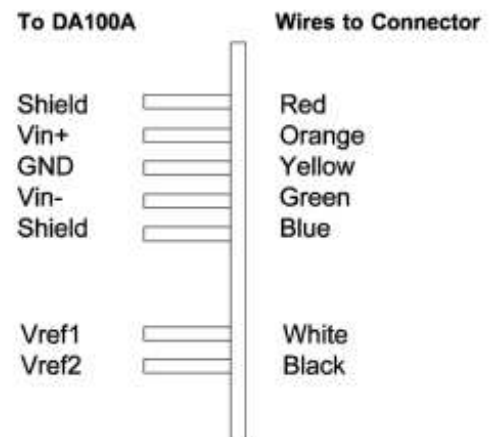 To DA100A Wires to Connector
Shield Red
Vin+ Orange
GND Yellow
Vin- Green
Shield Blue
Vref1 White
Vref2 Black